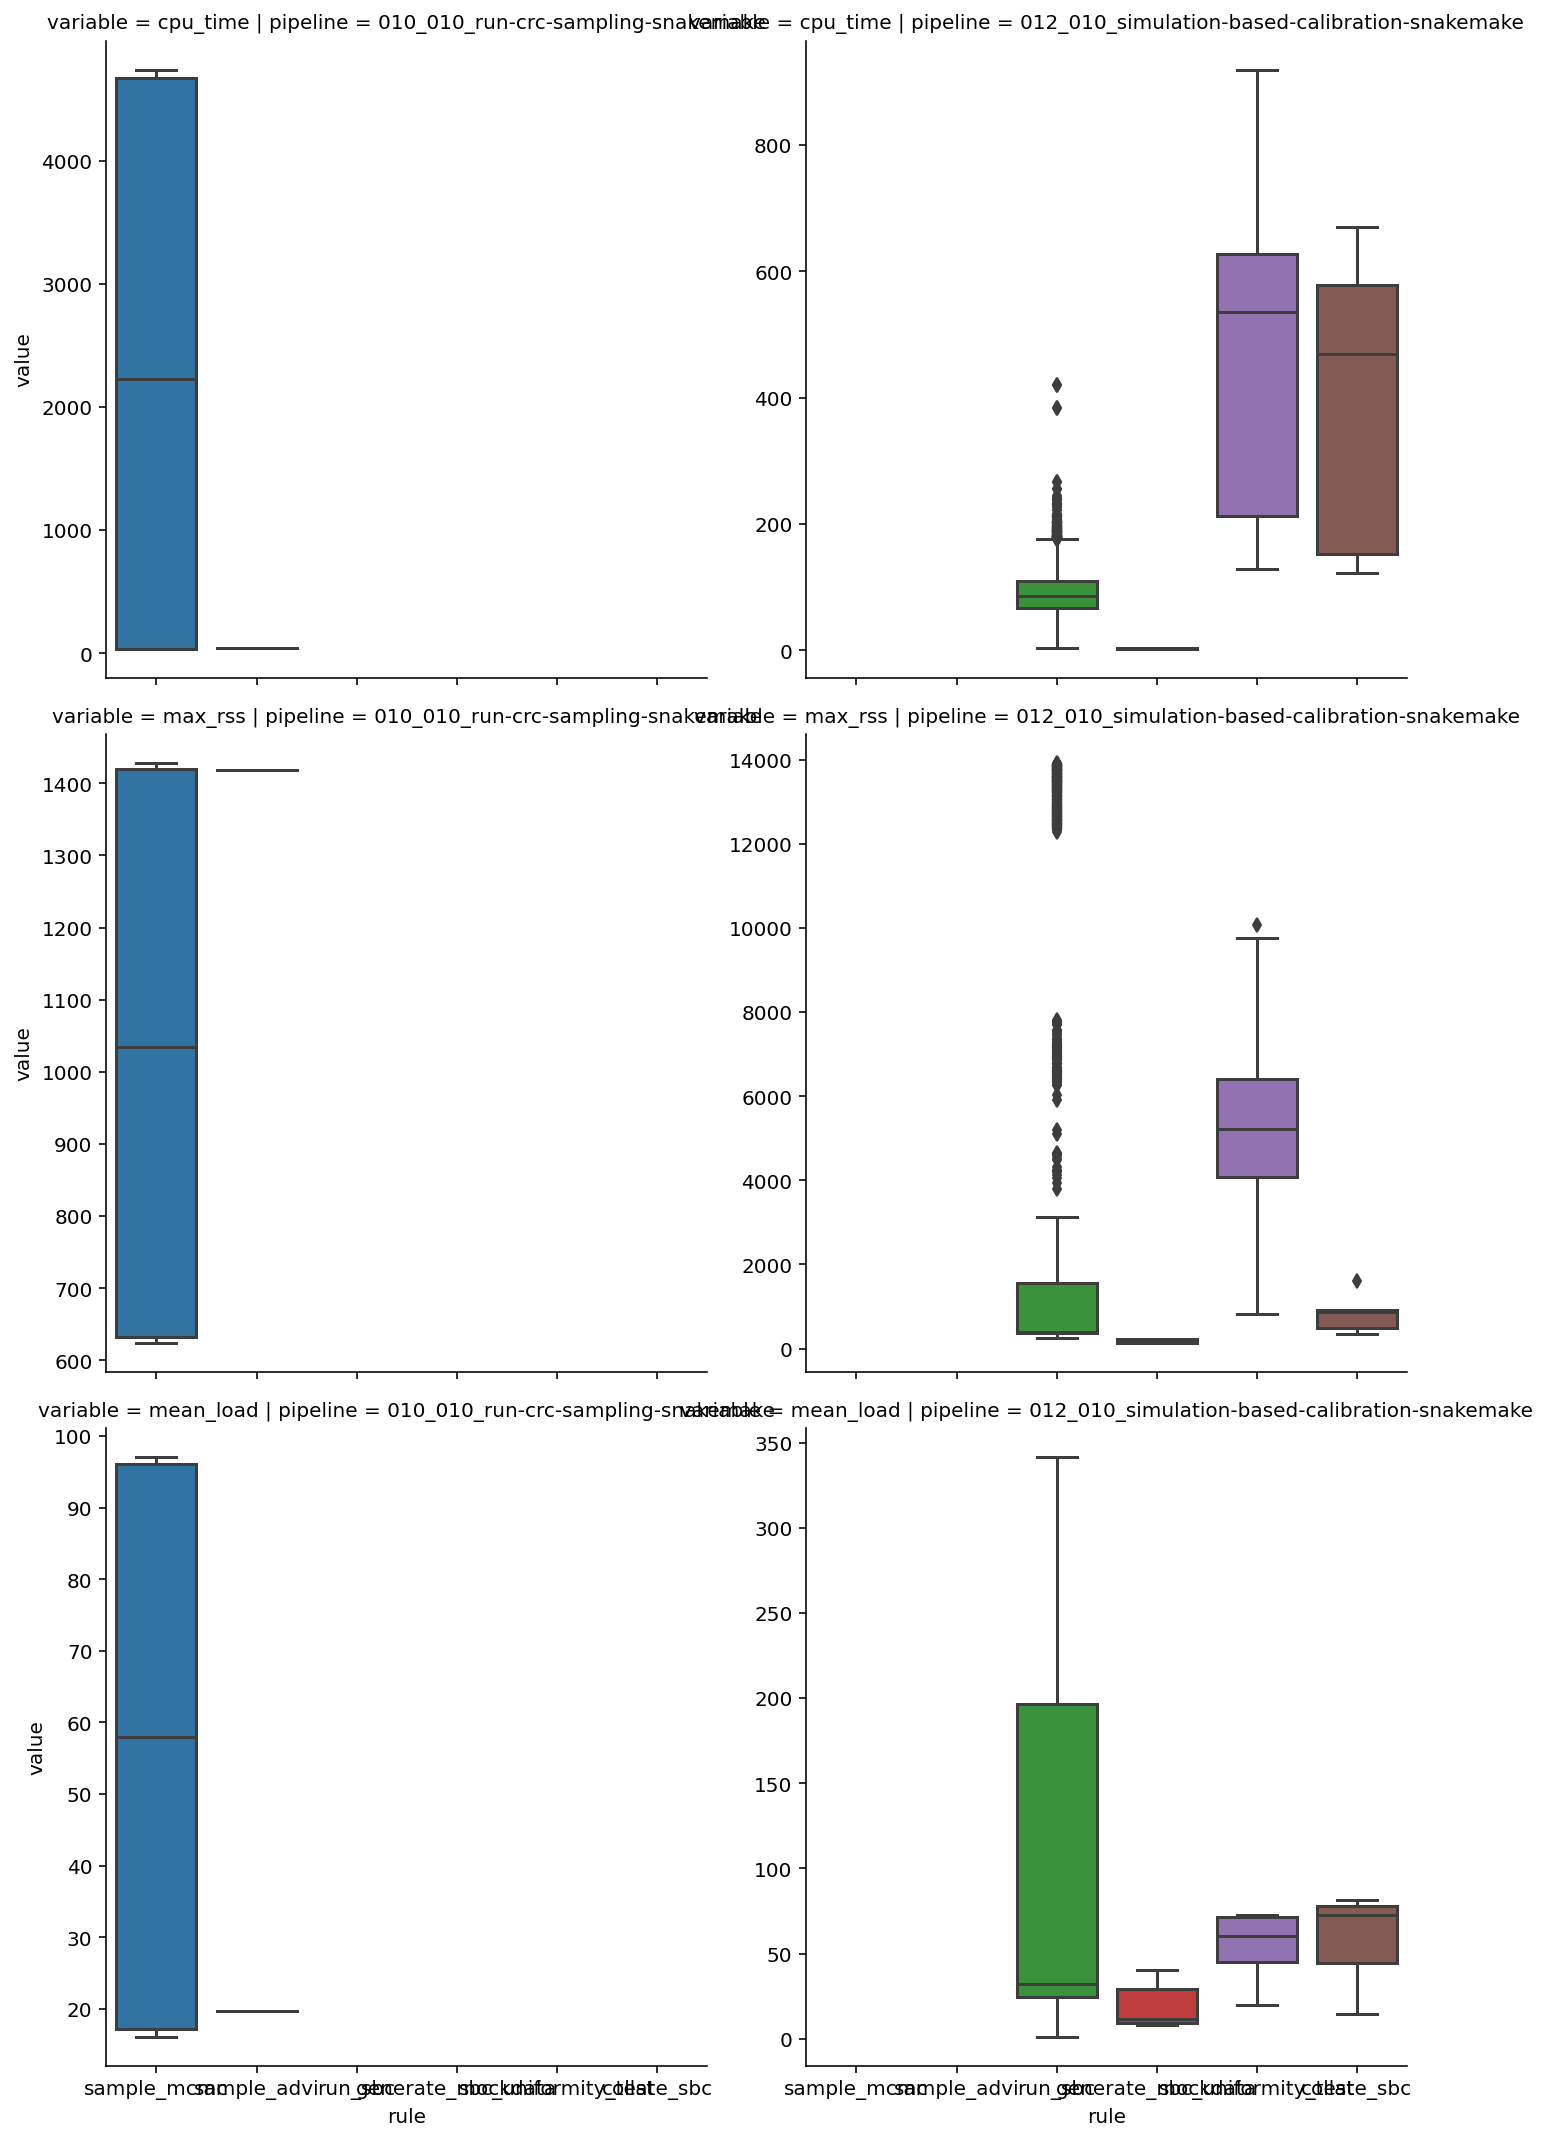 variable = cpu_time | pipeline = 010_010_run-crc-sampling-snakemake
variable = cpu_time | pipeline = 012_010_simulation-based-calibration-snakemake
value
4000
3000
2000
1000
0
800
600
400
200
0
variable = max_rss | pipeline = 010_010_run-crc-sampling-snakemake
variable = max_rss | pipeline = 012_010_simulation-based-calibration-snakemake
value
1400
1300
1200
1100
1000
900
800
700
600
14000
12000
10000
8000
6000
4000
2000
0
variable = mean_load | pipeline = 010_010_run-crc-sampling-snakemake
variable = mean_load | pipeline = 012_010_simulation-based-calibration-snakemake
value
100
90
80
70
60
50
40
30
20
350
300
250
200
150
100
50
0
sample_mcmc
sample_advi
run_sbc
generate_mockdata
sbc_uniformity_test
collate_sbc
rule
sample_mcmc
sample_advi
run_sbc
generate_mockdata
sbc_uniformity_test
collate_sbc
rule